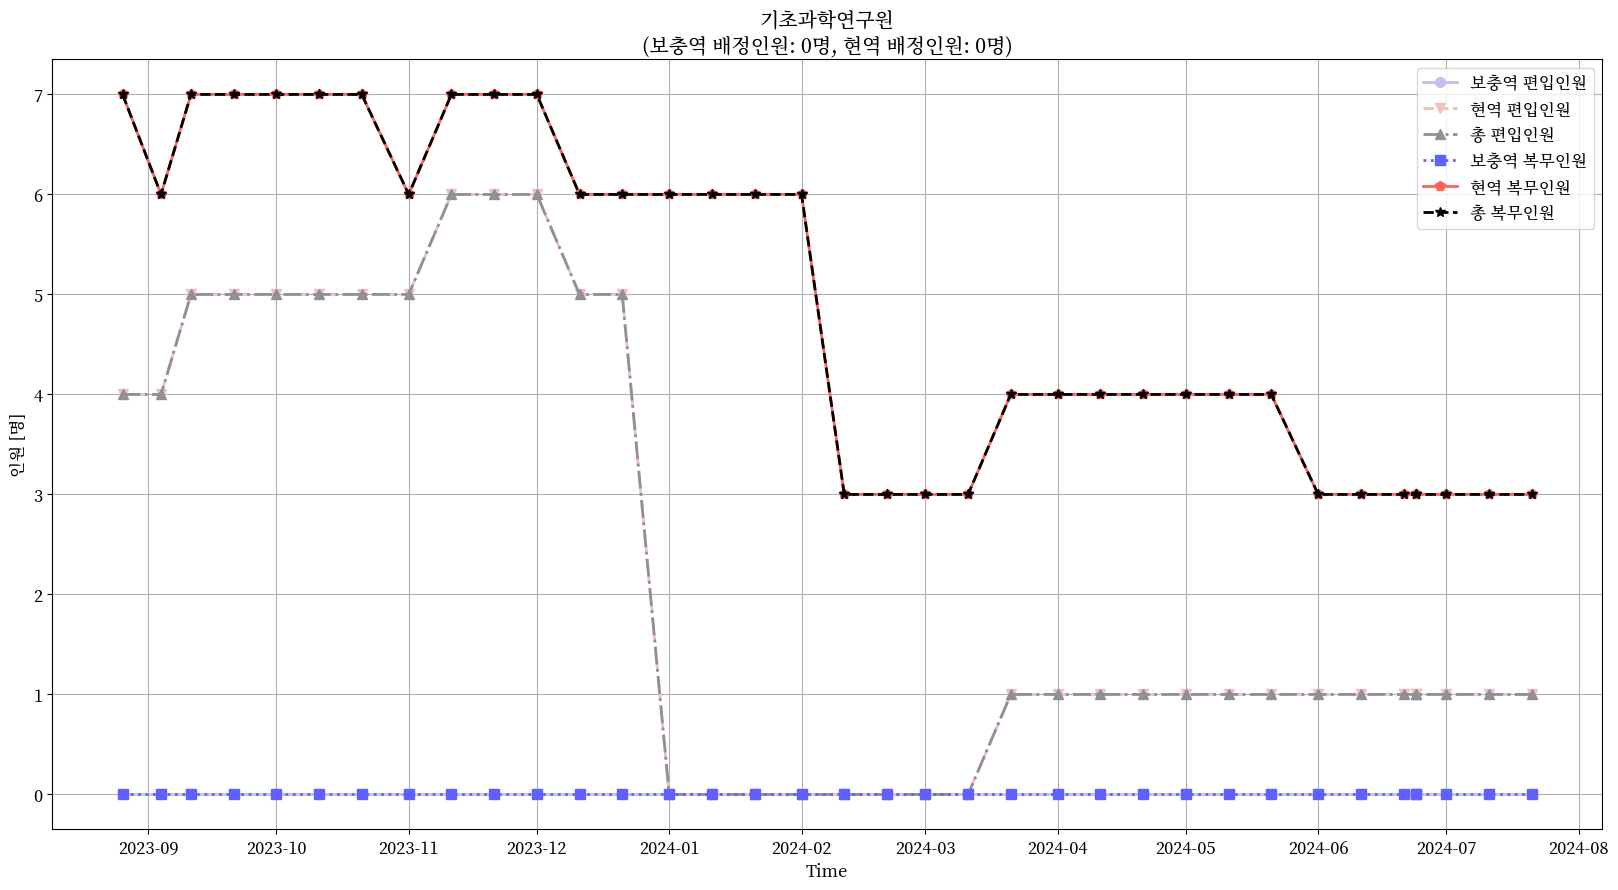 기초과학연구원
(보충역 배정인원: 0명, 현역 배정인원: 0명)
보충역 편입인원
현역 편입인원
총 편입인원
보충역 복무인원
현역 복무인원
총 복무인원
인원 [명]
7
6
5
4
3
2
1
0
2023-09 2023-10 2023-11 2023-12 2024-01 2024-02 2024-03 2024-04 2024-05 2024-06 2024-07 2024-08
Time